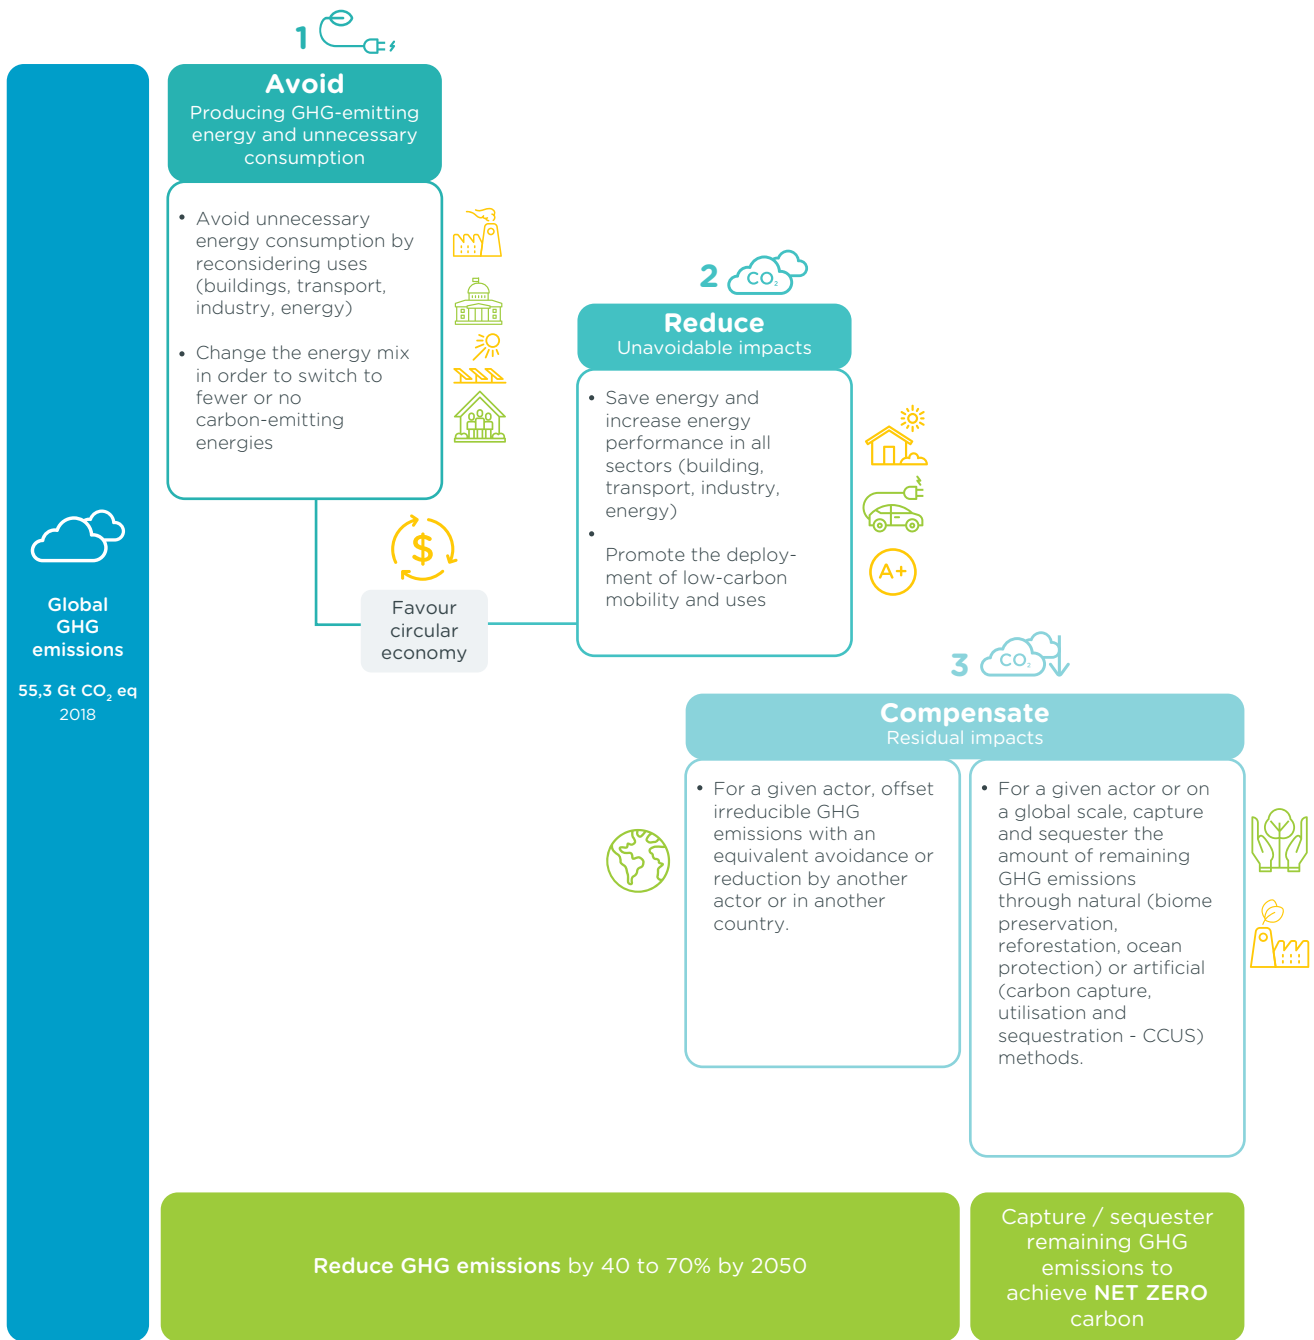 1
Avoid
Producing GHG-emitting
energy and unnecessary
consumption
• Avoid unnecessary
energy consumption by
reconsidering uses
(buildings, transport,
industry, energy)
• Change the energy mix
in order to switch to
fewer or no
carbon-emitting
energies
2
CO₂
Reduce
Unavoidable impacts
• Save energy and
increase energy
performance in all
sectors (building,
transport, industry,
energy)
•
Promote the deploy-
ment of low-carbon
mobility and uses
A+
$
Favour
circular
economy
Global
GHG
emissions
55,3 Gt CO₂ eq
2018
3
CO₂
Compensate
Residual impacts
• For a given actor, offset
irreducible GHG
emissions with an
equivalent avoidance or
reduction by another
actor or in another
country.
• For a given actor or on
a global scale, capture
and sequester the
amount of remaining
GHG emissions
through natural (biome
preservation,
reforestation, ocean
protection) or artificial
(carbon capture,
utilisation and
sequestration - CCUS)
methods.
Reduce GHG emissions by 40 to 70% by 2050
Capture / sequester
remaining GHG
emissions to
achieve NET ZERO
carbon